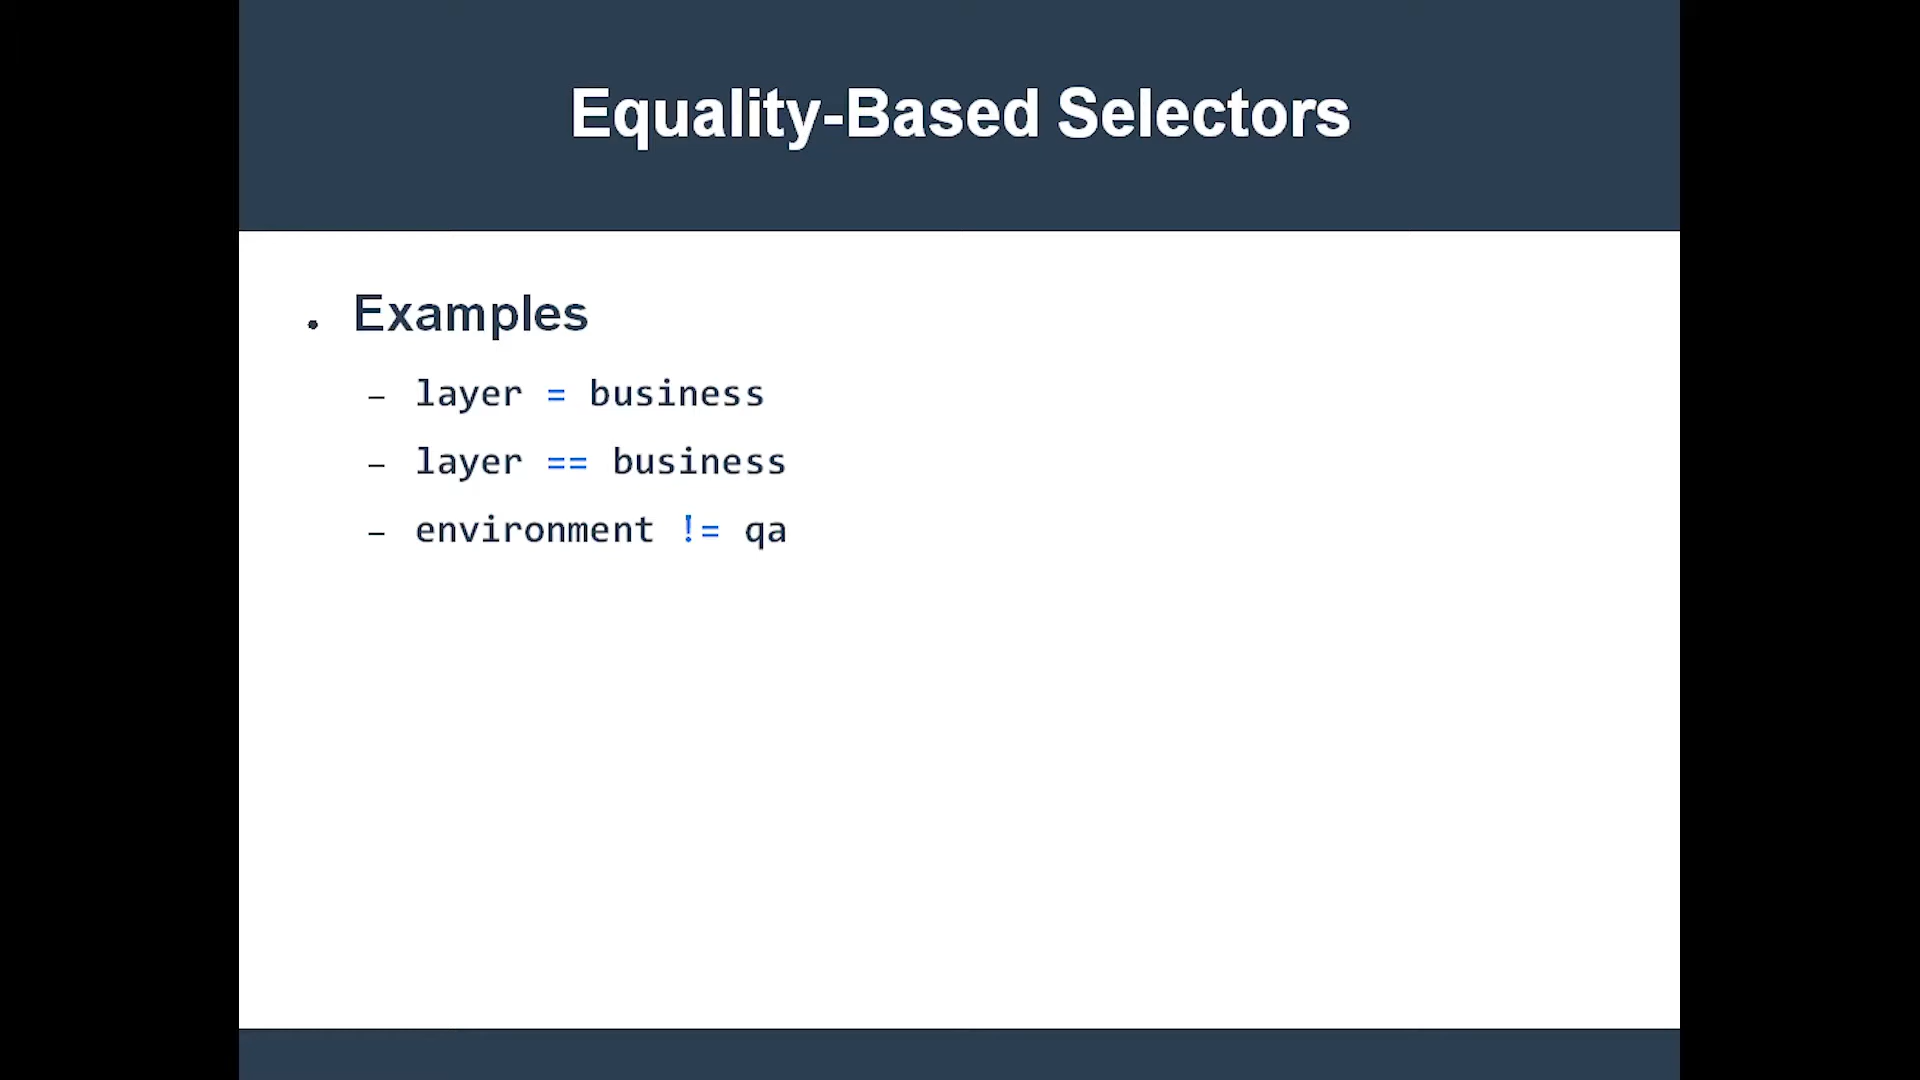 Equality-Based Selectors
• Examples
– layer = business
– layer == business
– environment != qa